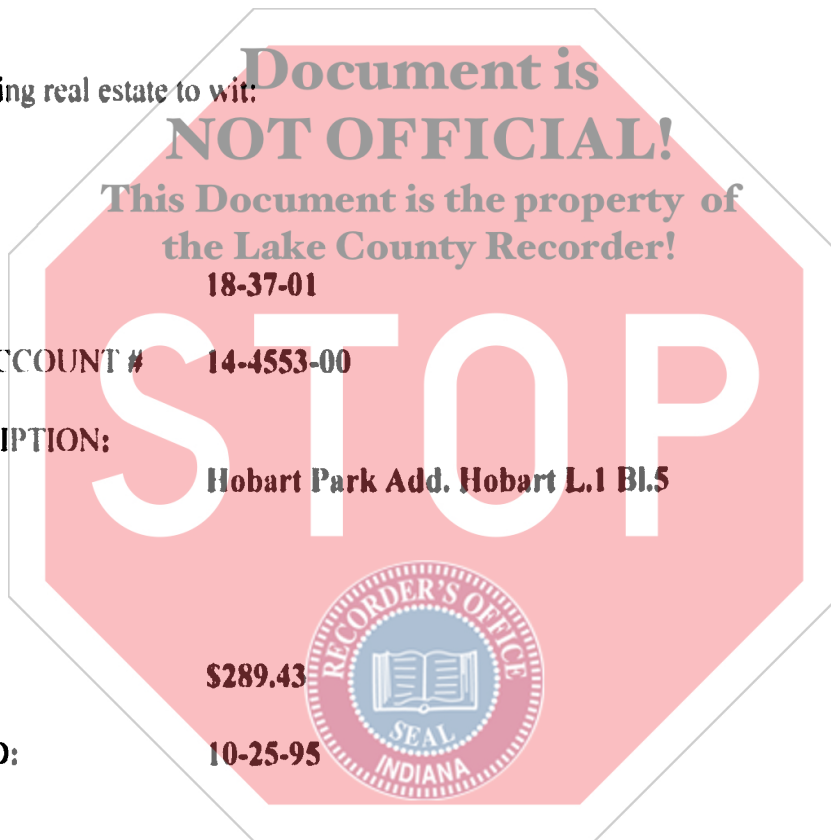 Document is
ing real estate to wit:
NOT OFFICIAL!
This Document is the property of
the Lake County Recorder!
18-37-01
CCOUNT # 14-4553-00
IPTION:
Hobart Park Add. Hobart L.1 Bl.5
STOP
RECORDER'S OFFICE
$289.43
SEAL
INDIANA
D: 10-25-95